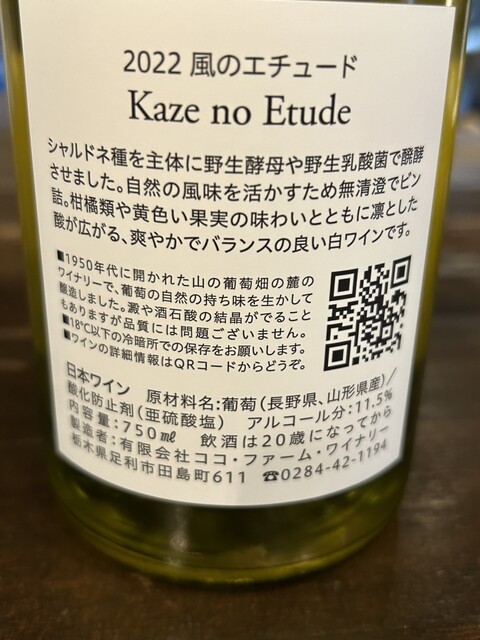 2022 風のエチュード
Kaze no Etude
シャルドネ種を主体に野生酵母や野生乳酸菌で醗酵
させました。自然の風味を活かすため無清澄でビン
詰。柑橘類や黄色い果実の味わいとともに凛とした
酸が広がる、爽やかでバランスの良い白ワインです。
■1950年代に開かれた山の葡萄畑の麓の
ワイナリーで、葡萄の自然の持ち味を生かして
醸造しました。澱や酒石酸の結晶がでること
もありますが品質には問題ございません。
■18℃以下の冷暗所での保存をお願いします。
■ワインの詳細情報はQRコードからどうぞ。
日本ワイン 原材料名:葡萄(長野県、山形県産)/
酸化防止剤(亜硫酸塩) アルコール分:11.5%
内容量:750㎖ 飲酒は20歳になってから
製造者:有限会社ココ・ファーム・ワイナリー
栃木県足利市田島町611 ☎0284-42-1194